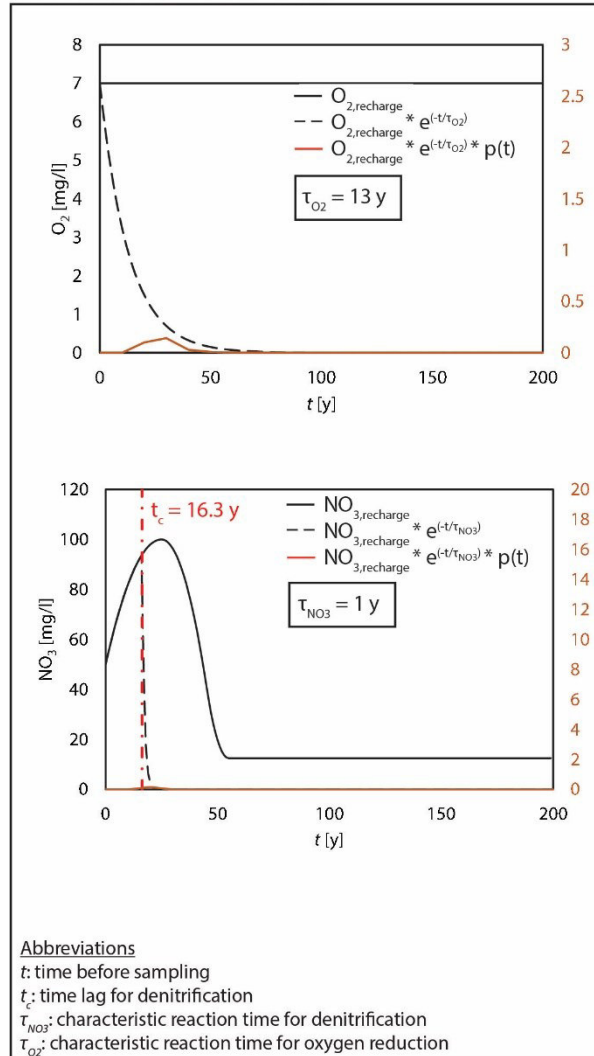 8
7
6
5
4
3
2
1
0
O2 [mg/l]
3
2.5
2
1.5
1
0.5
0
O2,recharge
O2,recharge * e(-t/τO2)
O2,recharge * e(-t/τO2) * p(t)
τO2 = 13 y
0 50 100 150 200
t [y]
120
100
80
60
40
20
0
NO3 [mg/l]
20
18
16
14
12
10
8
6
4
2
0
tc = 16.3 y
NO3,recharge
NO3,recharge * e(-t/τNO3)
NO3,recharge * e(-t/τNO3) * p(t)
τNO3 = 1 y
0 50 100 150 200
t [y]
Abbreviations
t: time before sampling
tc: time lag for denitrification
τNO3: characteristic reaction time for denitrification
τO2: characteristic reaction time for oxygen reduction